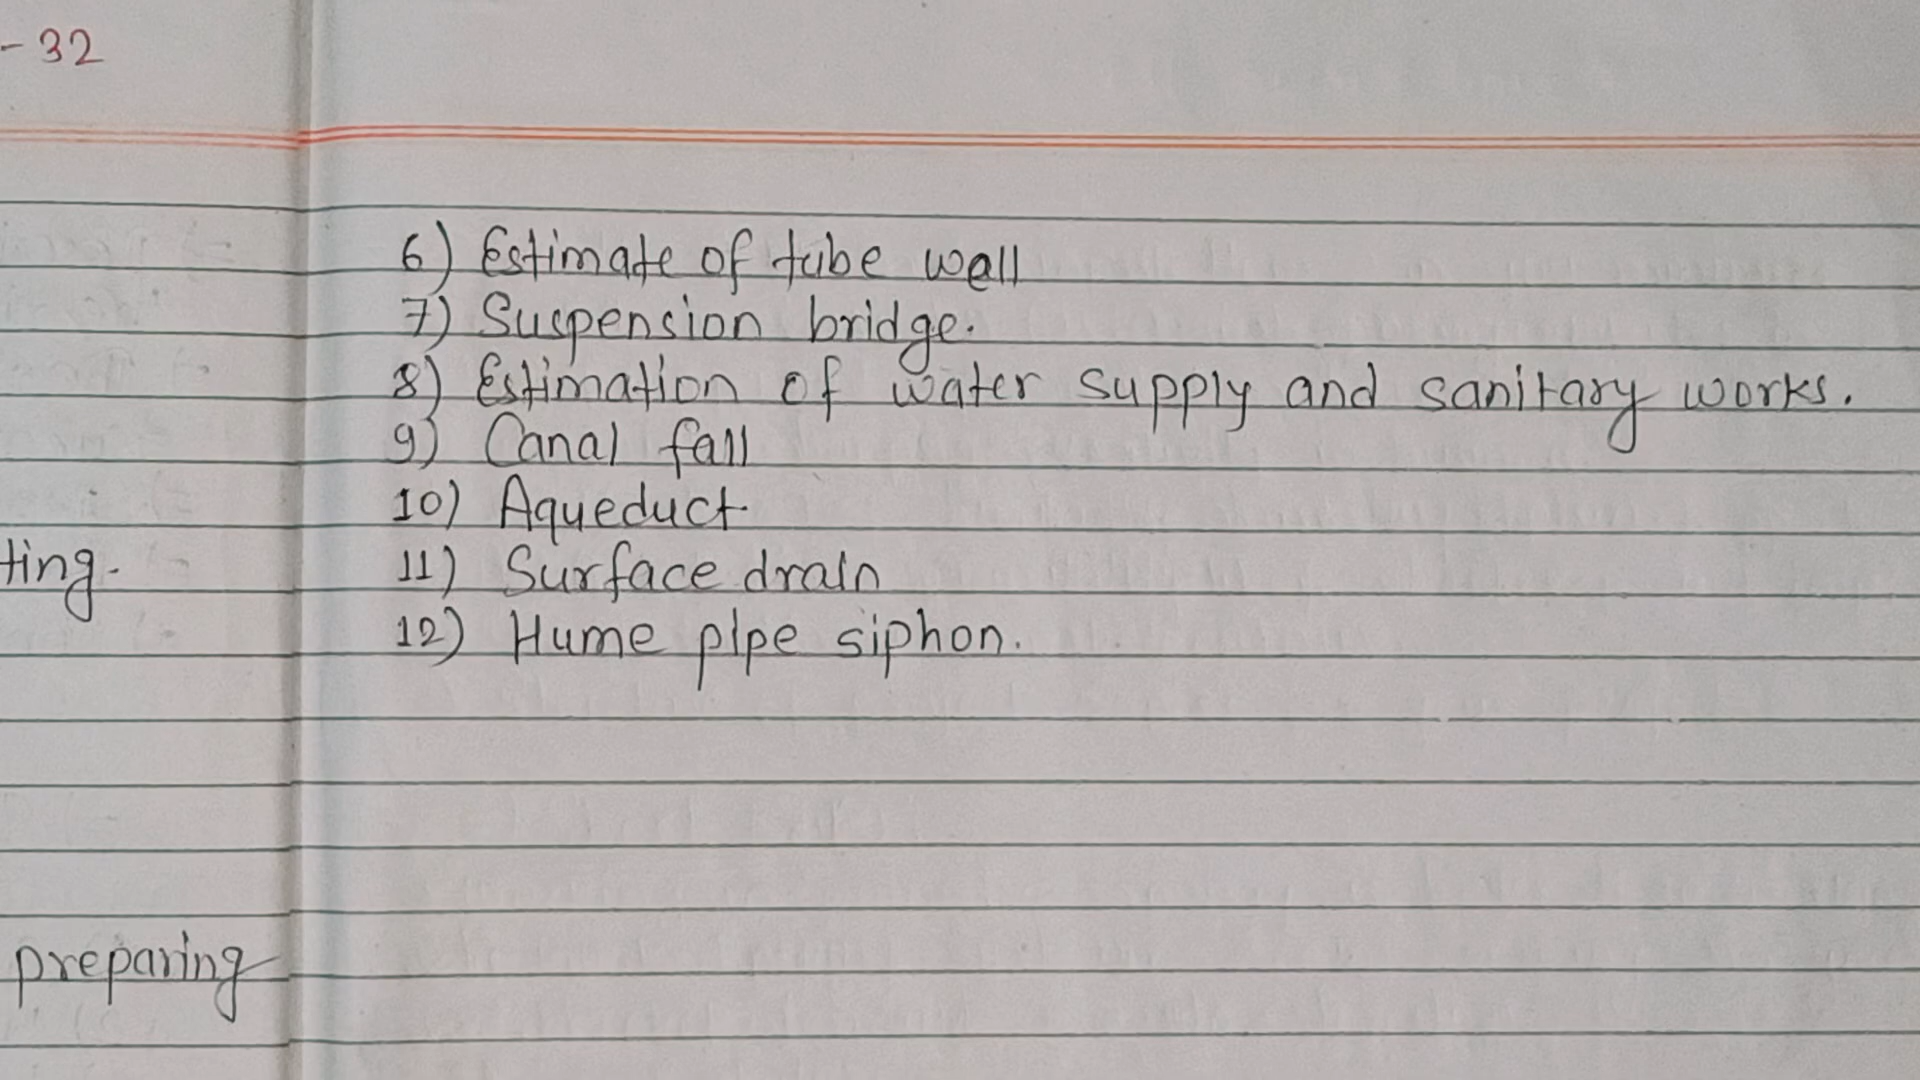 -32
6) Estimate of tube well
7) Suspension bridge.
8) Estimation of water supply and sanitary works.
9) Canal fall
10) Aqueduct
ting.
11) Surface drain
12) Hume pipe siphon.
preparing